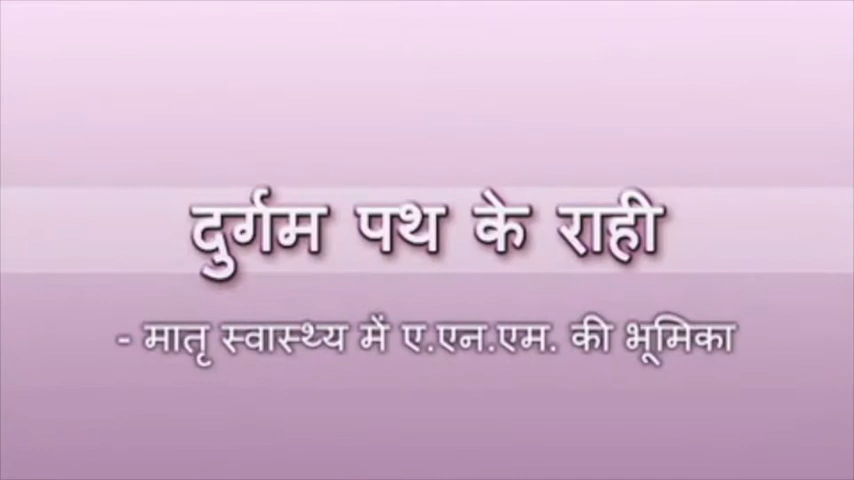 दुर्गम पथ के राही
- मातृ स्वास्थ्य में ए.एन.एम. की भूमिका